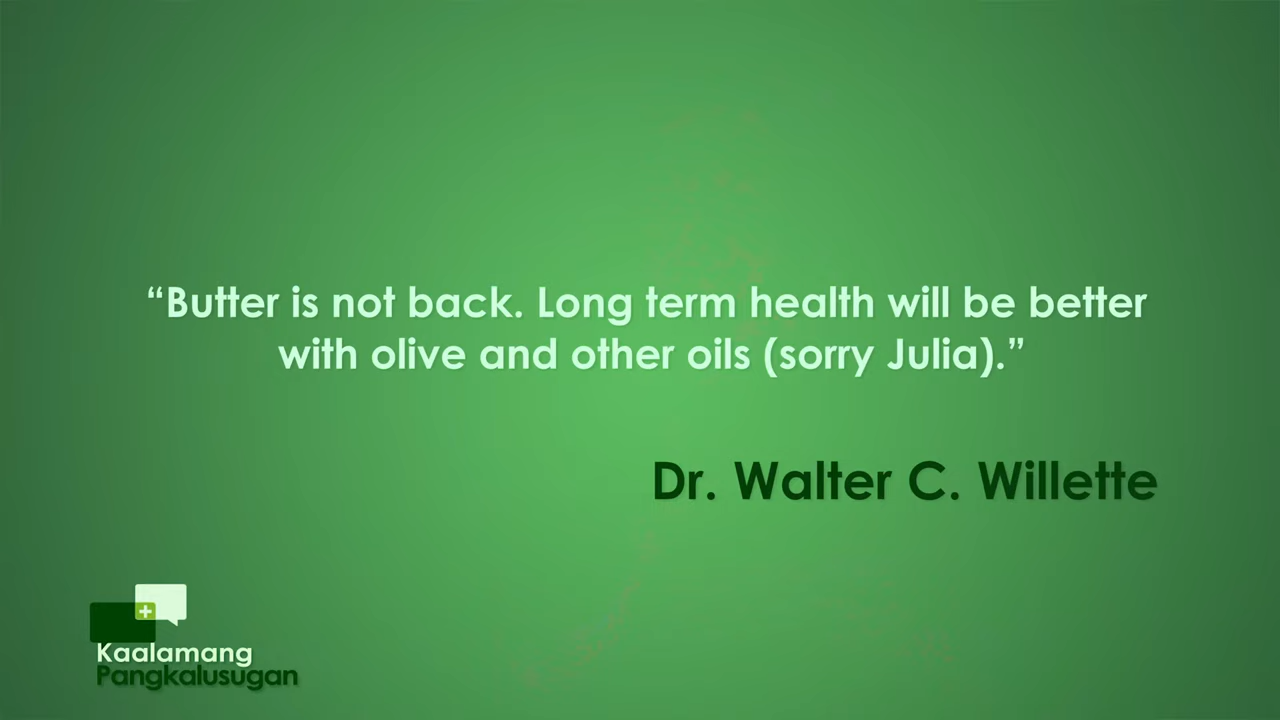 “Butter is not back. Long term health will be better
with olive and other oils (sorry Julia).”
Dr. Walter C. Willette
Kaalamang
Pangkalusugan